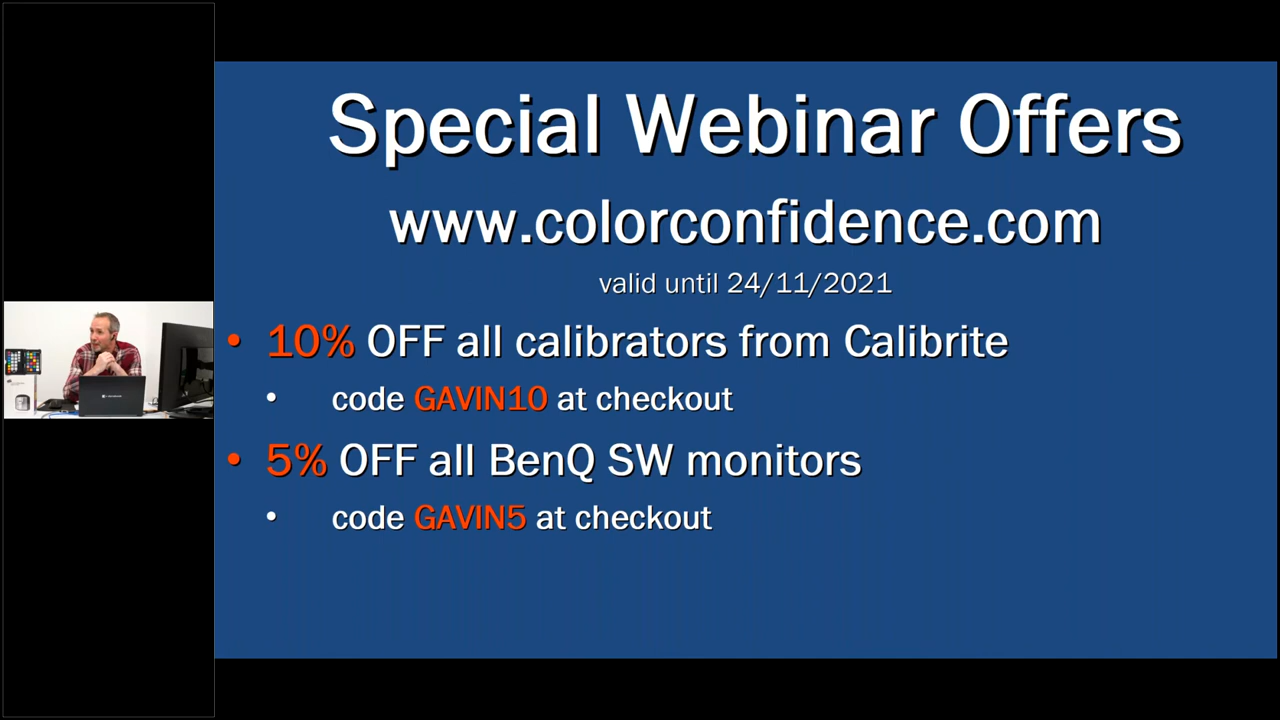 Special Webinar Offers
www.colorconfidence.com
valid until 24/11/2021
• 10% OFF all calibrators from Calibrite
• code GAVIN10 at checkout
• 5% OFF all BenQ SW monitors
• code GAVIN5 at checkout